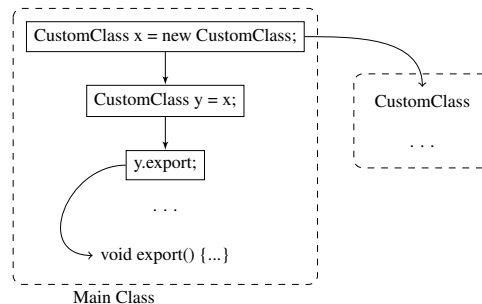 CustomClass x = new CustomClass;
CustomClass y = x;
CustomClass
. . .
y.export;
. . .
void export() {...}
Main Class